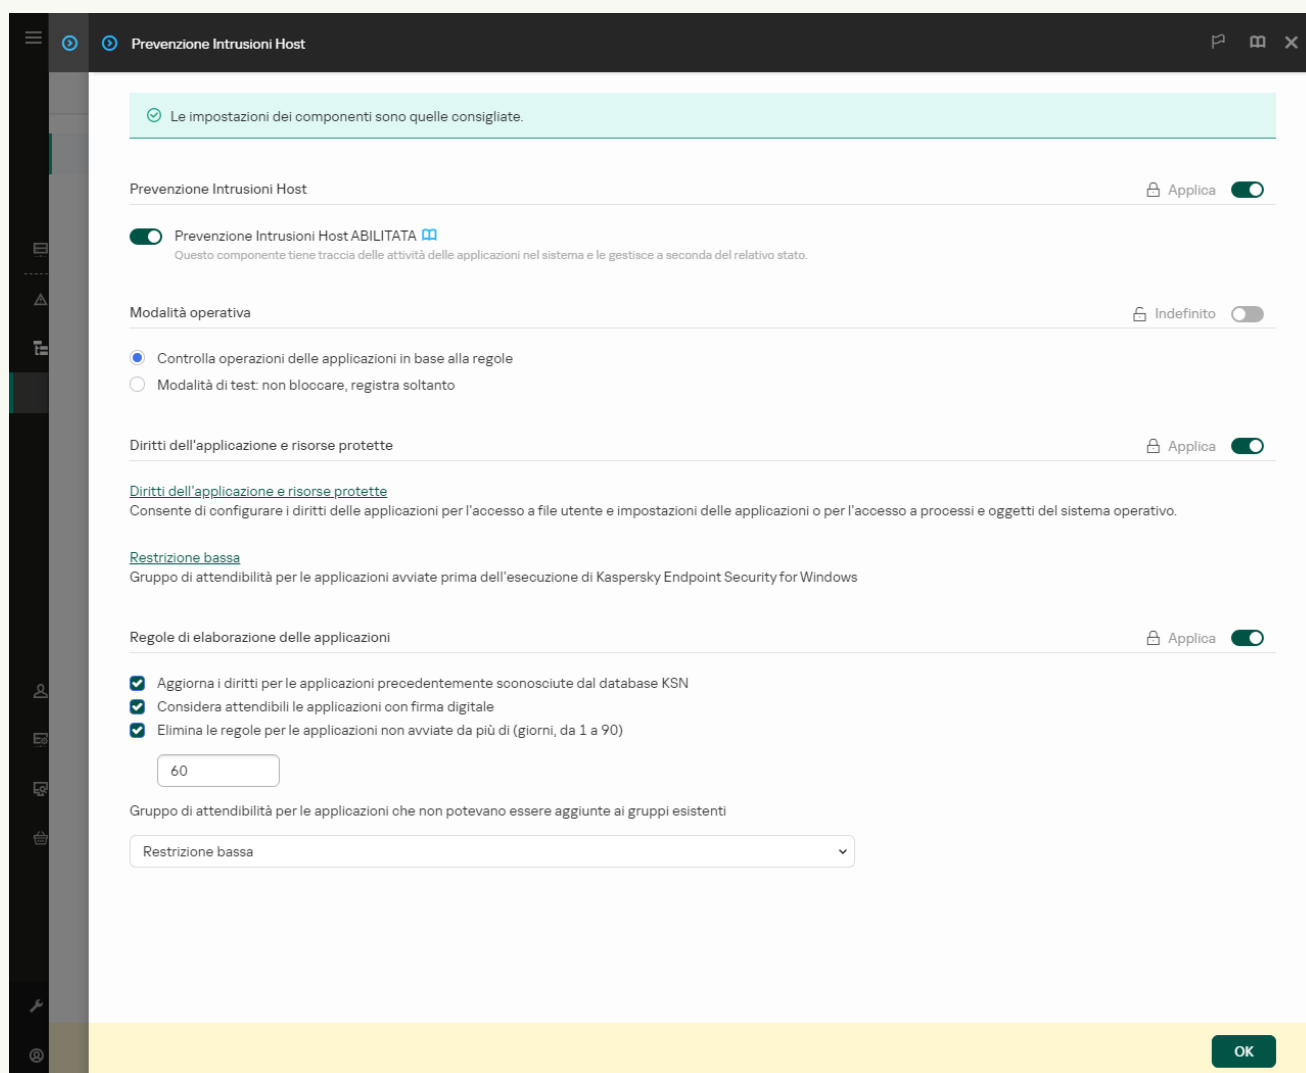 Prevenzione Intrusioni Host
Le impostazioni dei componenti sono quelle consigliate.
Prevenzione Intrusioni Host
Applica
Prevenzione Intrusioni Host ABILITATA
Questo componente tiene traccia delle attività delle applicazioni nel sistema e le gestisce a seconda del relativo stato.
Modalità operativa
Indefinito
Controlla operazioni delle applicazioni in base alla regole
Modalità di test: non bloccare, registra soltanto
Diritti dell'applicazione e risorse protette
Applica
Diritti dell'applicazione e risorse protette
Consente di configurare i diritti delle applicazioni per l'accesso a file utente e impostazioni delle applicazioni o per l'accesso a processi e oggetti del sistema operativo.
Restrizione bassa
Gruppo di attendibilità per le applicazioni avviate prima dell'esecuzione di Kaspersky Endpoint Security for Windows
Regole di elaborazione delle applicazioni
Applica
Aggiorna i diritti per le applicazioni precedentemente sconosciute dal database KSN
Considera attendibili le applicazioni con firma digitale
Elimina le regole per le applicazioni non avviate da più di (giorni, da 1 a 90)
60
Gruppo di attendibilità per le applicazioni che non potevano essere aggiunte ai gruppi esistenti
Restrizione bassa
OK